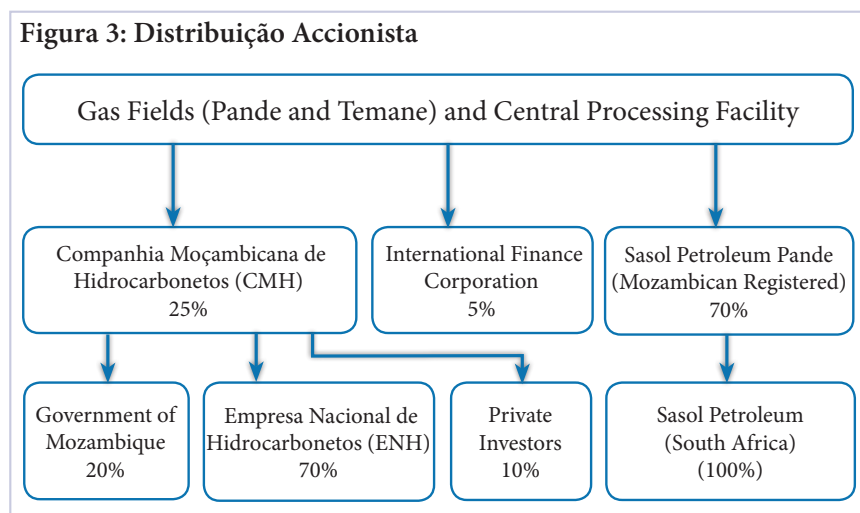 Figura 3: Distribuição Accionista
Gas Fields (Pande and Temane) and Central Processing Facility
Companhia Moçambicana de
Hidrocarbonetos (CMH)
25%
International Finance
Corporation
5%
Sasol Petroleum Pande
(Mozambican Registered)
70%
Government of
Mozambique
20%
Empresa Nacional de
Hidrocarbonetos (ENH)
70%
Private
Investors
10%
Sasol Petroleum
(South Africa)
(100%)